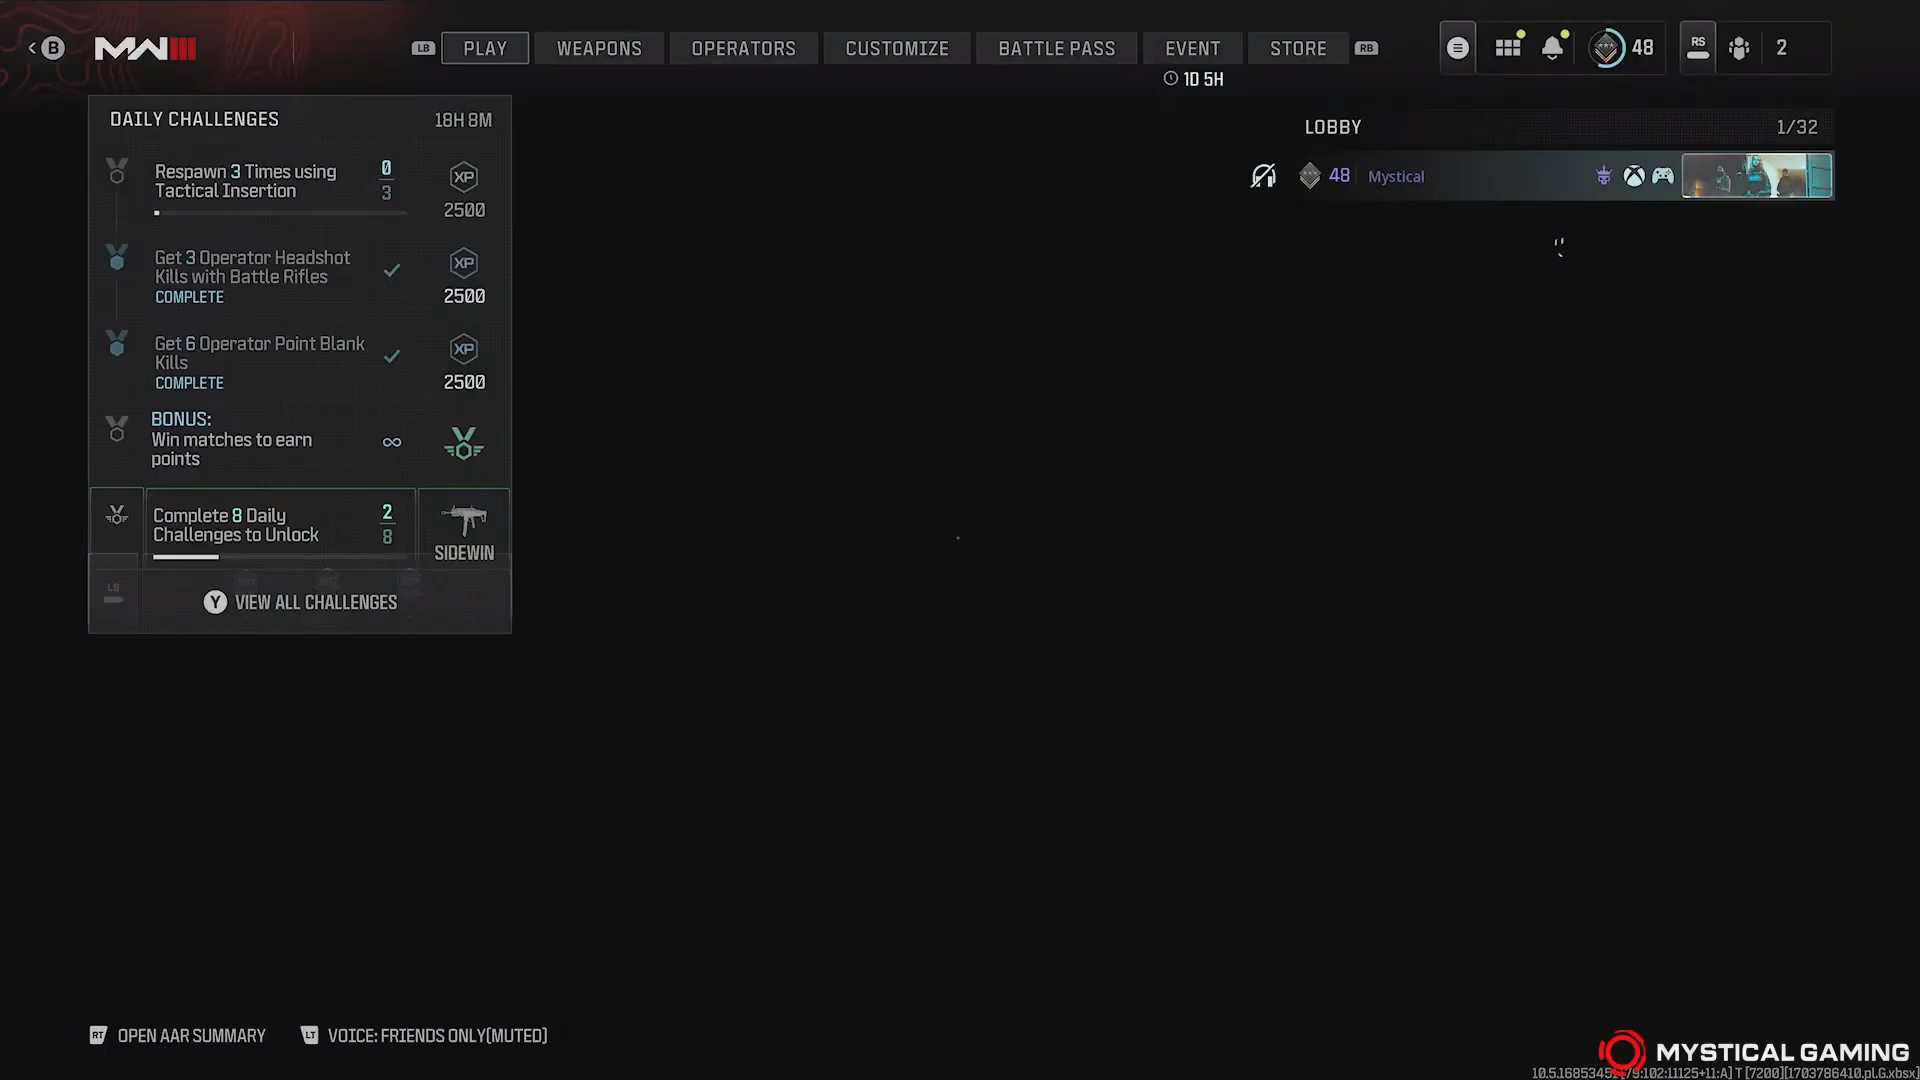 B MWIII LB PLAY WEAPONS OPERATORS CUSTOMIZE BATTLE PASS EVENT STORE RB 48 RS 2
1D 5H
DAILY CHALLENGES 18H 8M
LOBBY 1/32
Respawn 3 Times using
Tactical Insertion
0
3
XP
2500
48 Mystical
Get 3 Operator Headshot
Kills with Battle Rifles
COMPLETE
XP
2500
Get 6 Operator Point Blank
Kills
COMPLETE
XP
2500
BONUS:
Win matches to earn
points
∞
Complete 8 Daily
Challenges to Unlock
2
8
SIDEWIN
LS
Y VIEW ALL CHALLENGES
RT OPEN AAR SUMMARY LT VOICE: FRIENDS ONLY(MUTED)
MYSTICAL GAMING